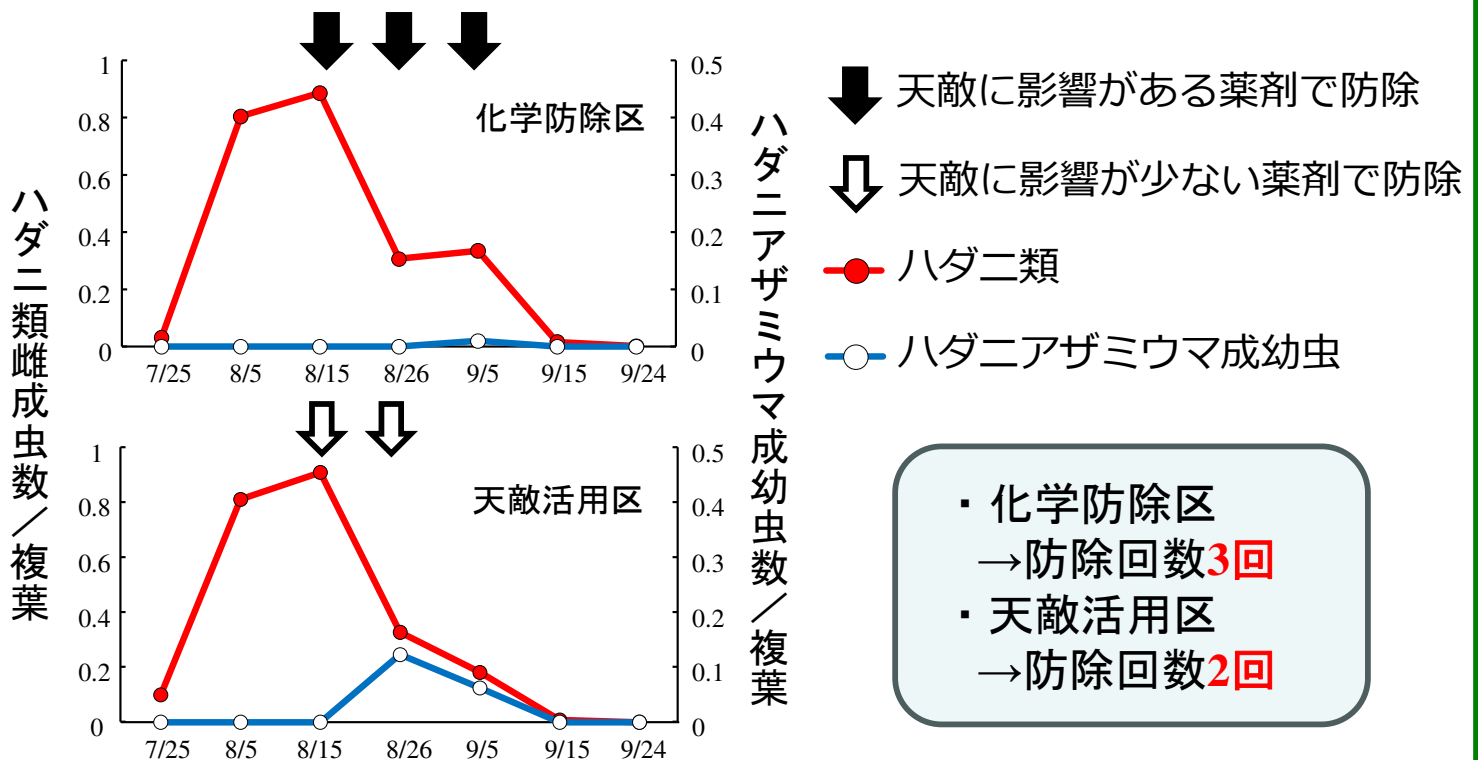 ハダニ類雌成虫数／複葉
1
0.8
0.6
0.4
0.2
0
化学防除区
0.5
0.4
0.3
0.2
0.1
0
7/25 8/5 8/15 8/26 9/5 9/15 9/24
1
0.8
0.6
0.4
0.2
0
天敵活用区
0.5
0.4
0.3
0.2
0.1
0
7/25 8/5 8/15 8/26 9/5 9/15 9/24
ハダニアザミウマ成幼虫数／複葉
天敵に影響がある薬剤で防除
天敵に影響が少ない薬剤で防除
ハダニ類
ハダニアザミウマ成幼虫
・化学防除区
→防除回数3回
・天敵活用区
→防除回数2回